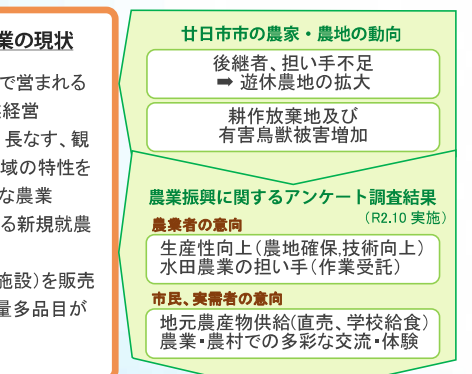 業の現状
で営まれる
経営
長なす、観
域の特性を
な農業
る新規就農
施設)を販売
量多品目が
廿日市市の農家・農地の動向
後継者、担い手不足
➡ 遊休農地の拡大
耕作放棄地及び
有害鳥獣被害増加
農業振興に関するアンケート調査結果
(R2.10 実施)
農業者の意向
生産性向上(農地確保,技術向上)
水田農業の担い手(作業受託)
市民、実需者の意向
地元農産物供給(直売、学校給食)
農業・農村での多彩な交流・体験